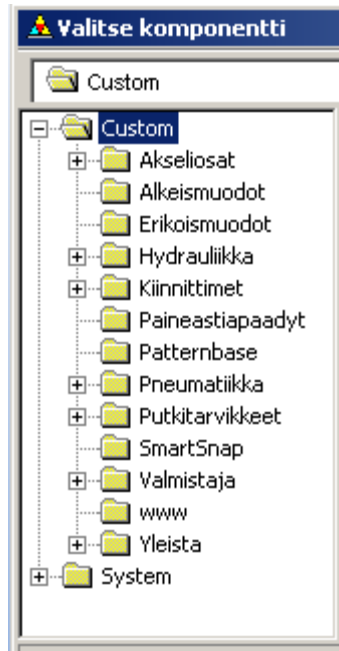 Valitse komponentti
Custom
Custom
Akseliosat
Alkeismuodot
Erikoismuodot
Hydrauliikka
Kiinnittimet
Paineastiapaadyt
Patternbase
Pneumatiikka
Putkitarvikkeet
SmartSnap
Valmistaja
www
Yleista
System